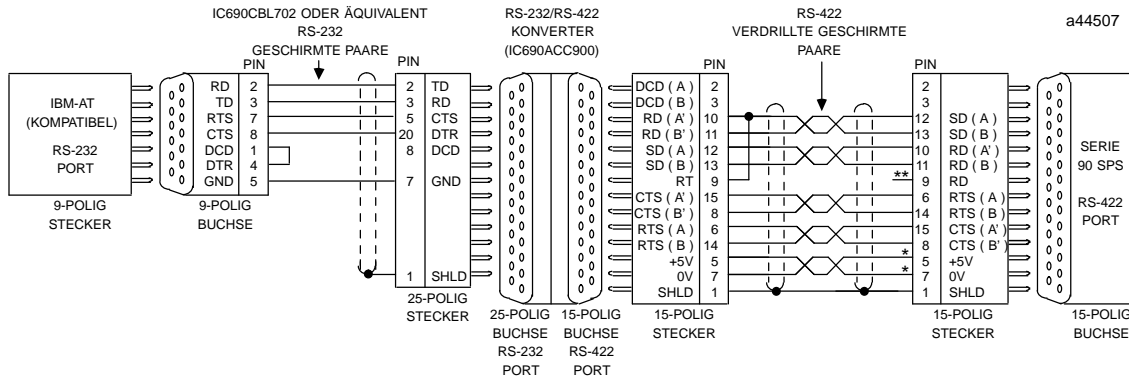 IC690CBL702 ODER ÄQUIVALENT
RS-232
GESCHIRMTE PAARE
RS-232/RS-422
KONVERTER
(IC690ACC900)
RS-422
VERDRILLTE GESCHIRMTE
PAARE
a44507
IBM-AT
(KOMPATIBEL)
RS-232
PORT
9-POLIG
STECKER
PIN
RD 2
TD 3
RTS 7
CTS 8
DCD 1
DTR 4
GND 5
9-POLIG
BUCHSE
PIN
2 TD
3 RD
5 CTS
20 DTR
8 DCD
7 GND
1 SHLD
25-POLIG
STECKER
25-POLIG
BUCHSE
RS-232
PORT
15-POLIG
BUCHSE
RS-422
PORT
PIN
DCD ( A ) 2
DCD ( B ) 3
RD ( A' ) 10
RD ( B' ) 11
SD ( A ) 12
SD ( B ) 13
RT 9
CTS ( A' ) 15
CTS ( B' ) 8
RTS ( A ) 6
RTS ( B ) 14
+5V 5
0V 7
SHLD 1
15-POLIG
STECKER
PIN
2
3
12 SD ( A )
13 SD ( B )
10 RD ( A' )
11 RD ( B )
** 9 RD
6 RTS ( A )
14 RTS ( B )
15 CTS ( A' )
8 CTS ( B' )
* 5 +5V
* 7 0V
1 SHLD
15-POLIG
STECKER
SERIE
90 SPS
RS-422
PORT
15-POLIG
BUCHSE